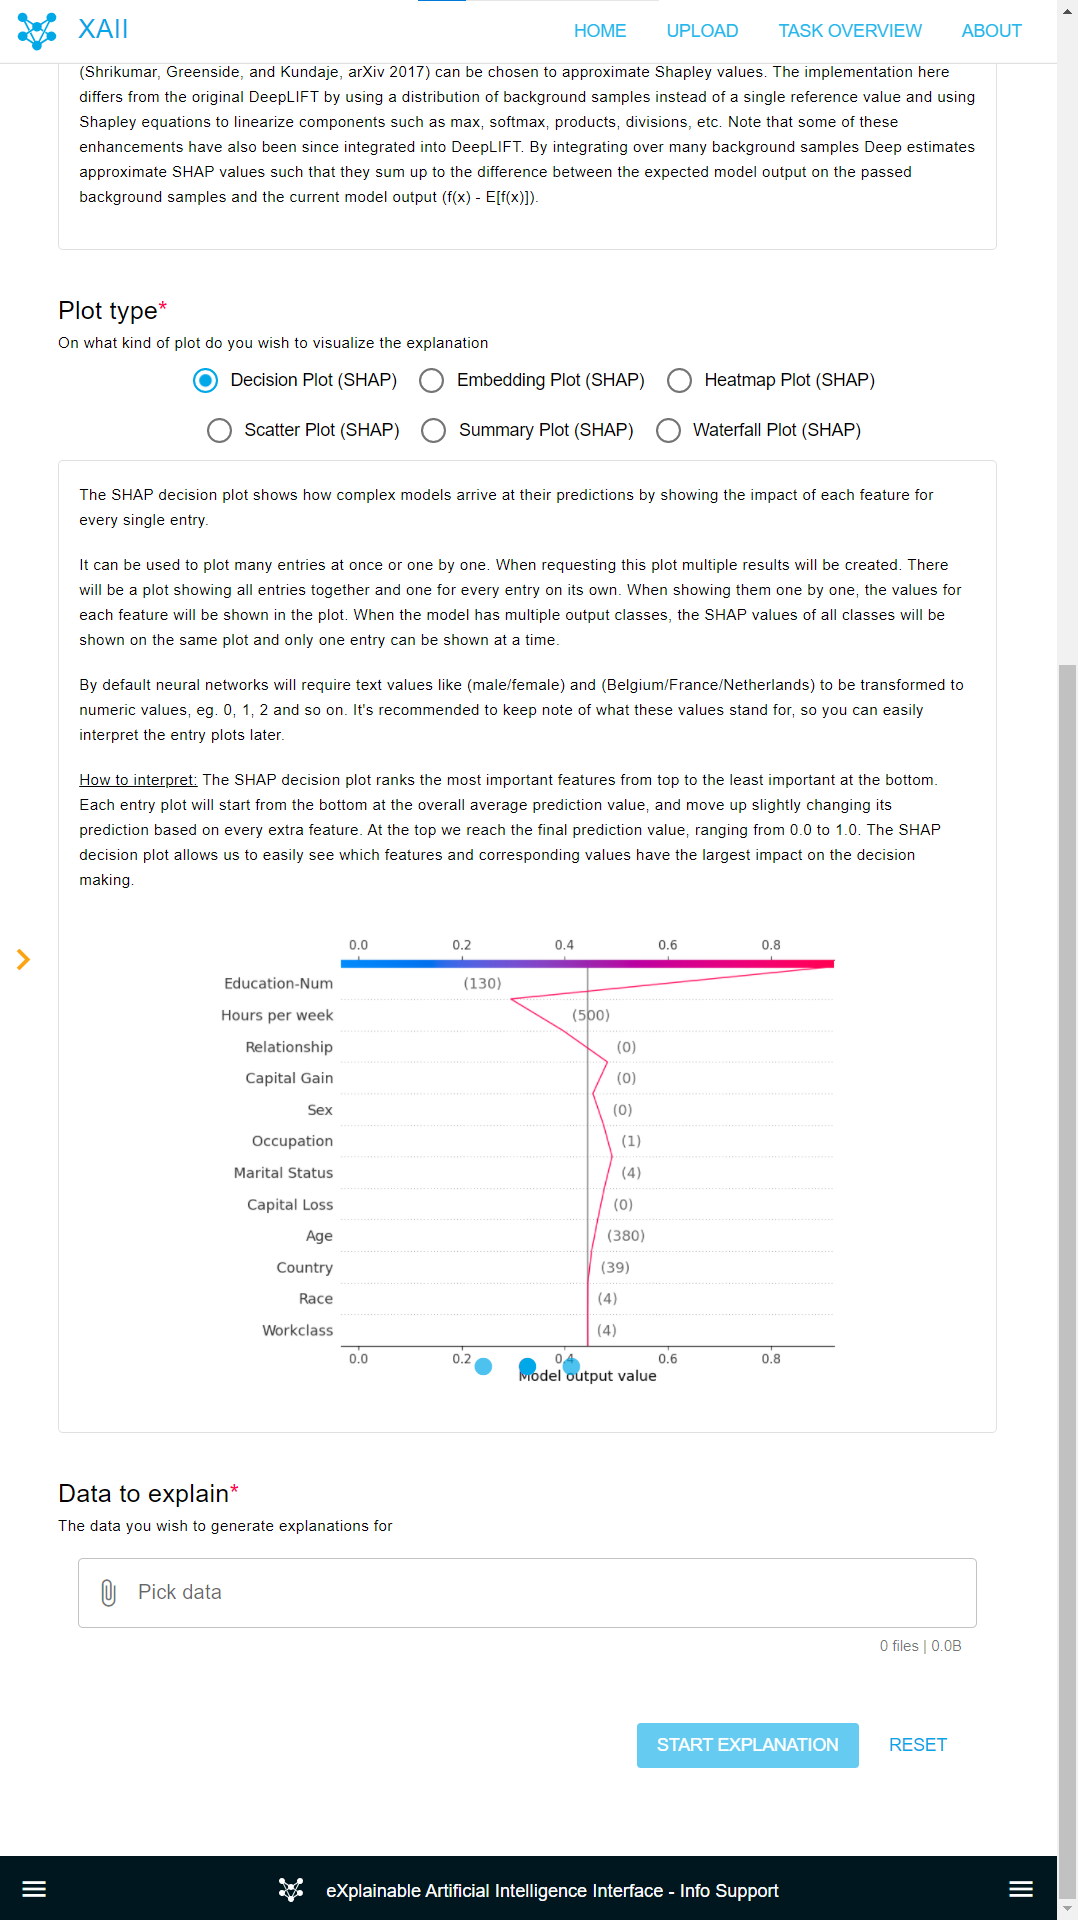 XAII
HOME UPLOAD TASK OVERVIEW ABOUT
(Shrikumar, Greenside, and Kundaje, arXiv 2017) can be chosen to approximate Shapley values. The implementation here
differs from the original DeepLIFT by using a distribution of background samples instead of a single reference value and using
Shapley equations to linearize components such as max, softmax, products, divisions, etc. Note that some of these
enhancements have also been since integrated into DeepLIFT. By integrating over many background samples Deep estimates
approximate SHAP values such that they sum up to the difference between the expected model output on the passed
background samples and the current model output (f(x) - E[f(x)]).
Plot type*
On what kind of plot do you wish to visualize the explanation
Decision Plot (SHAP) Embedding Plot (SHAP) Heatmap Plot (SHAP)
Scatter Plot (SHAP) Summary Plot (SHAP) Waterfall Plot (SHAP)
The SHAP decision plot shows how complex models arrive at their predictions by showing the impact of each feature for
every single entry.
It can be used to plot many entries at once or one by one. When requesting this plot multiple results will be created. There
will be a plot showing all entries together and one for every entry on its own. When showing them one by one, the values for
each feature will be shown in the plot. When the model has multiple output classes, the SHAP values of all classes will be
shown on the same plot and only one entry can be shown at a time.
By default neural networks will require text values like (male/female) and (Belgium/France/Netherlands) to be transformed to
numeric values, eg. 0, 1, 2 and so on. It's recommended to keep note of what these values stand for, so you can easily
interpret the entry plots later.
How to interpret: The SHAP decision plot ranks the most important features from top to the least important at the bottom.
Each entry plot will start from the bottom at the overall average prediction value, and move up slightly changing its
prediction based on every extra feature. At the top we reach the final prediction value, ranging from 0.0 to 1.0. The SHAP
decision plot allows us to easily see which features and corresponding values have the largest impact on the decision
making.
0.0 0.2 0.4 0.6 0.8
Education-Num (130)
Hours per week (500)
Relationship (0)
Capital Gain (0)
Sex (0)
Occupation (1)
Marital Status (4)
Capital Loss (0)
Age (380)
Country (39)
Race (4)
Workclass (4)
0.0 0.2 0.4 0.6 0.8
Model output value
Data to explain*
The data you wish to generate explanations for
Pick data
0 files | 0.0B
START EXPLANATION RESET
eXplainable Artificial Intelligence Interface - Info Support